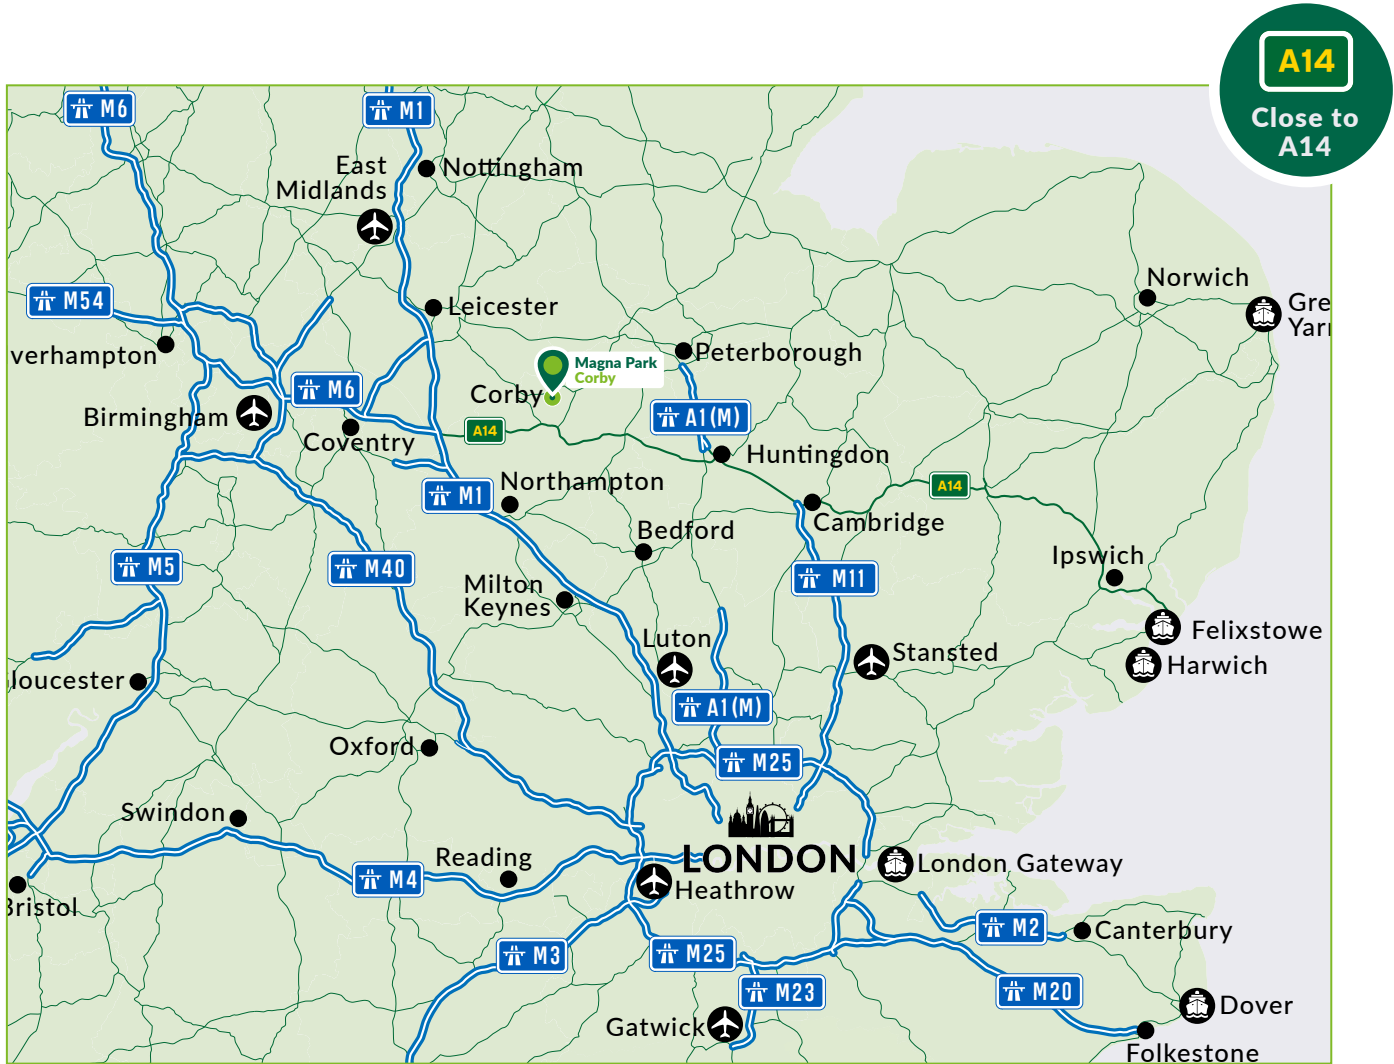 A14
Close to
A14
M6
M1
East
Midlands
Nottingham
M54
Leicester
Norwich
Gre
Yar
verhampton
Peterborough
Magna Park
Corby
Corby
M6
Birmingham
A1(M)
Coventry
A14
Huntingdon
Northampton
M1
A14
Cambridge
Bedford
Ipswich
M5
M40
M11
Milton
Keynes
Luton
Stansted
Felixstowe
Harwich
loucester
A1(M)
Oxford
M25
Swindon
Reading
LONDON
London Gateway
M4
Heathrow
Bristol
M2
Canterbury
M3
M25
M23
M20
Dover
Gatwick
Folkestone